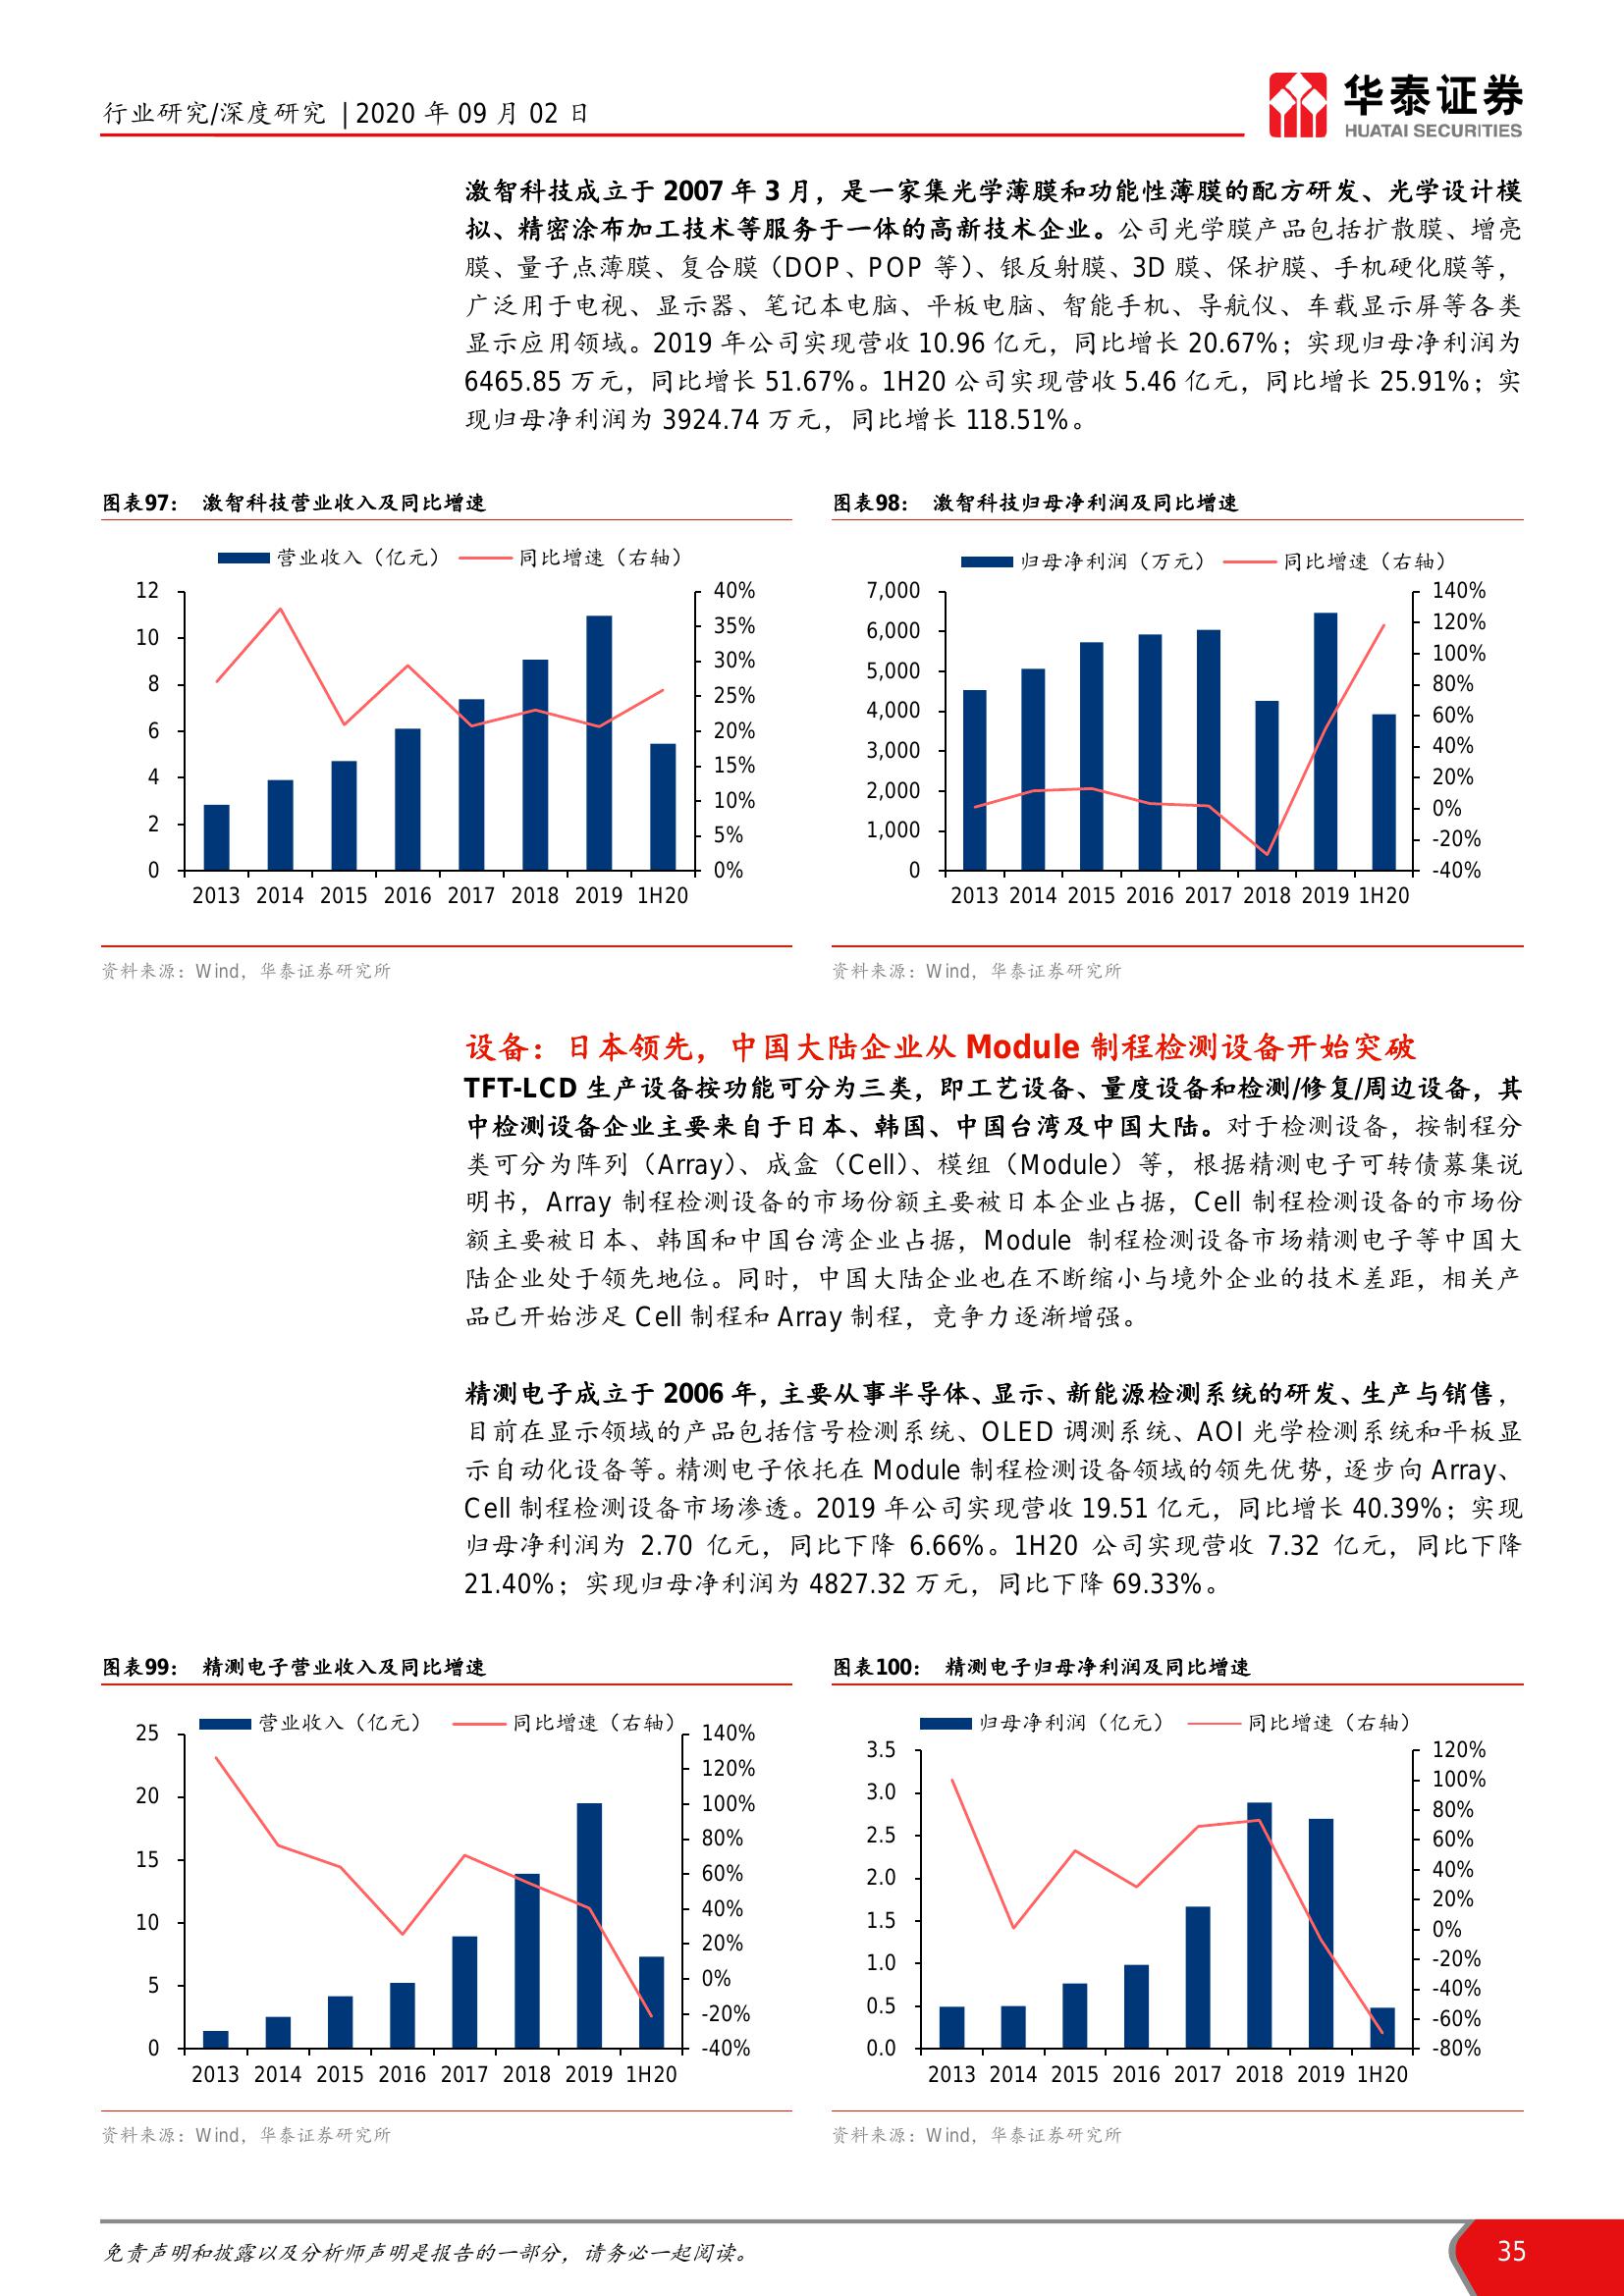 行业研究/深度研究 | 2020 年 09 月 02 日
华泰证券
HUATAI SECURITIES
激智科技成立于 2007 年 3 月，是一家集光学薄膜和功能性薄膜的配方研发、光学设计模
拟、精密涂布加工技术等服务于一体的高新技术企业。公司光学膜产品包括扩散膜、增亮
膜、量子点薄膜、复合膜（DOP、POP 等）、银反射膜、3D 膜、保护膜、手机硬化膜等，
广泛用于电视、显示器、笔记本电脑、平板电脑、智能手机、导航仪、车载显示屏等各类
显示应用领域。2019 年公司实现营收 10.96 亿元，同比增长 20.67%；实现归母净利润为
6465.85 万元，同比增长 51.67%。1H20 公司实现营收 5.46 亿元，同比增长 25.91%；实
现归母净利润为 3924.74 万元，同比增长 118.51%。
图表97： 激智科技营业收入及同比增速
营业收入（亿元） 同比增速（右轴）
12
10
8
6
4
2
0
40%
35%
30%
25%
20%
15%
10%
5%
0%
2013 2014 2015 2016 2017 2018 2019 1H20
资料来源：Wind，华泰证券研究所
图表98： 激智科技归母净利润及同比增速
归母净利润（万元） 同比增速（右轴）
7,000
6,000
5,000
4,000
3,000
2,000
1,000
0
140%
120%
100%
80%
60%
40%
20%
0%
-20%
-40%
2013 2014 2015 2016 2017 2018 2019 1H20
资料来源：Wind，华泰证券研究所
设备：日本领先，中国大陆企业从 Module 制程检测设备开始突破
TFT-LCD 生产设备按功能可分为三类，即工艺设备、量度设备和检测/修复/周边设备，其
中检测设备企业主要来自于日本、韩国、中国台湾及中国大陆。对于检测设备，按制程分
类可分为阵列（Array）、成盒（Cell）、模组（Module）等，根据精测电子可转债募集说
明书，Array 制程检测设备的市场份额主要被日本企业占据，Cell 制程检测设备的市场份
额主要被日本、韩国和中国台湾企业占据，Module 制程检测设备市场精测电子等中国大
陆企业处于领先地位。同时，中国大陆企业也在不断缩小与境外企业的技术差距，相关产
品已开始涉足 Cell 制程和 Array 制程，竞争力逐渐增强。
精测电子成立于 2006 年，主要从事半导体、显示、新能源检测系统的研发、生产与销售，
目前在显示领域的产品包括信号检测系统、OLED 调测系统、AOI 光学检测系统和平板显
示自动化设备等。精测电子依托在 Module 制程检测设备领域的领先优势，逐步向 Array、
Cell 制程检测设备市场渗透。2019 年公司实现营收 19.51 亿元，同比增长 40.39%；实现
归母净利润为 2.70 亿元，同比下降 6.66%。1H20 公司实现营收 7.32 亿元，同比下降
21.40%；实现归母净利润为 4827.32 万元，同比下降 69.33%。
图表99： 精测电子营业收入及同比增速
营业收入（亿元） 同比增速（右轴）
25
20
15
10
5
0
140%
120%
100%
80%
60%
40%
20%
0%
-20%
-40%
2013 2014 2015 2016 2017 2018 2019 1H20
资料来源：Wind，华泰证券研究所
图表100： 精测电子归母净利润及同比增速
归母净利润（亿元） 同比增速（右轴）
3.5
3.0
2.5
2.0
1.5
1.0
0.5
0.0
120%
100%
80%
60%
40%
20%
0%
-20%
-40%
-60%
-80%
2013 2014 2015 2016 2017 2018 2019 1H20
资料来源：Wind，华泰证券研究所
免责声明和披露以及分析师声明是报告的一部分，请务必一起阅读。
35